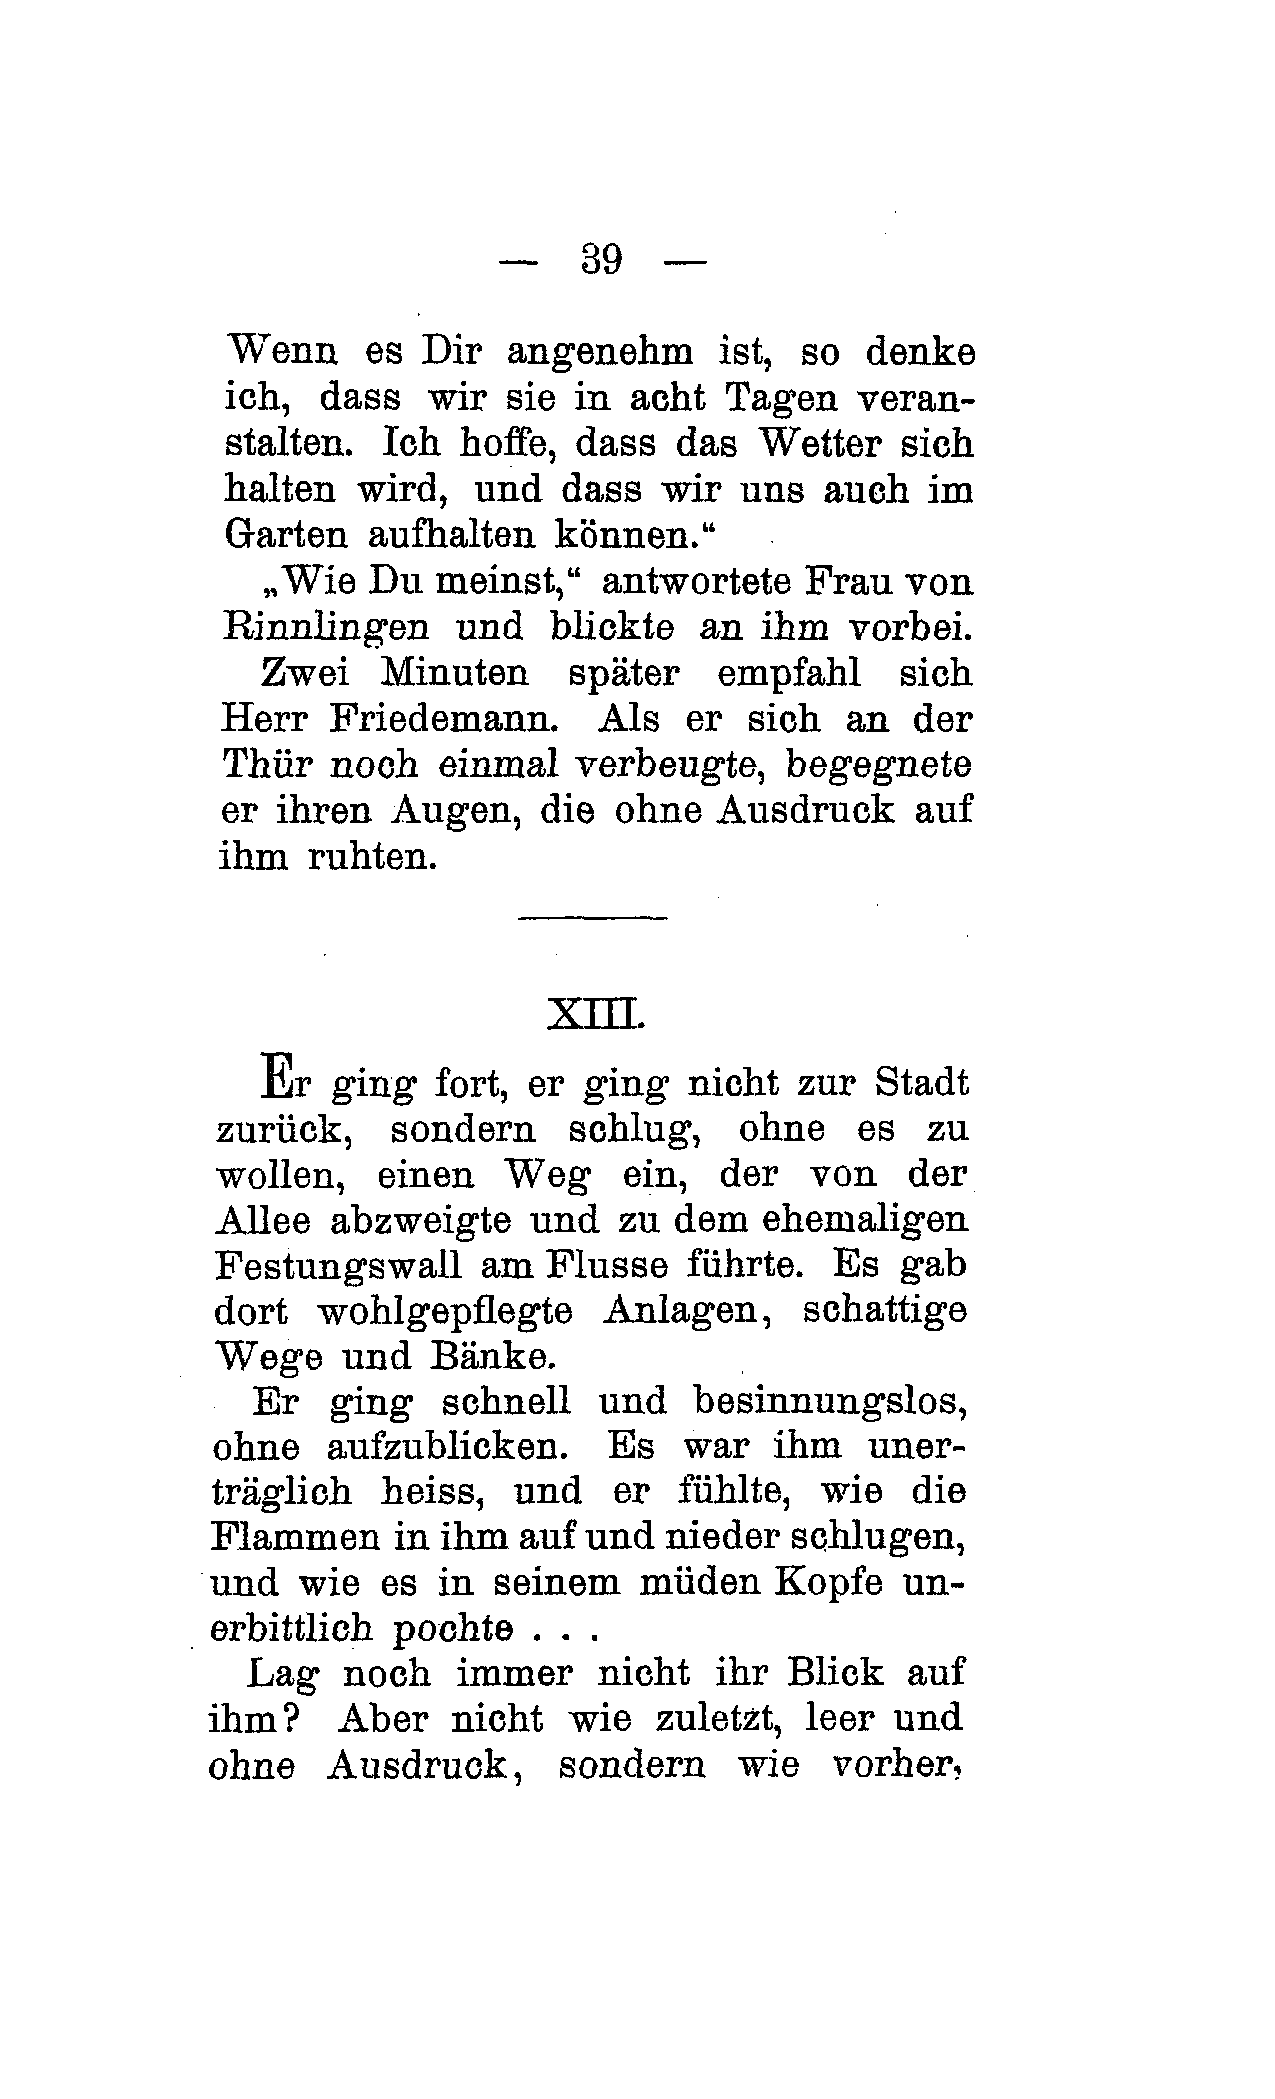 — 39 —
Wenn es Dir angenehm ist, so denke
ich, dass wir sie in acht Tagen veran-
stalten. Ich hoffe, dass das Wetter sich
halten wird, und dass wir uns auch im
Garten aufhalten können.“
„Wie Du meinst,“ antwortete Frau von
Rinnlingen und blickte an ihm vorbei.
Zwei Minuten später empfahl sich
Herr Friedemann. Als er sich an der
Thür noch einmal verbeugte, begegnete
er ihren Augen, die ohne Ausdruck auf
ihm ruhten.
XIII.
Er ging fort, er ging nicht zur Stadt
zurück, sondern schlug, ohne es zu
wollen, einen Weg ein, der von der
Allee abzweigte und zu dem ehemaligen
Festungswall am Flusse führte. Es gab
dort wohlgepflegte Anlagen, schattige
Wege und Bänke.
Er ging schnell und besinnungslos,
ohne aufzublicken. Es war ihm uner-
träglich heiss, und er fühlte, wie die
Flammen in ihm auf und nieder schlugen,
und wie es in seinem müden Kopfe un-
erbittlich pochte . . .
Lag noch immer nicht ihr Blick auf
ihm? Aber nicht wie zuletzt, leer und
ohne Ausdruck, sondern wie vorher,